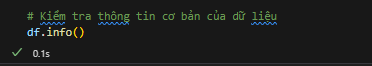 # Kiểm tra thông tin cơ bản của dữ liệu
df.info()
0.1s